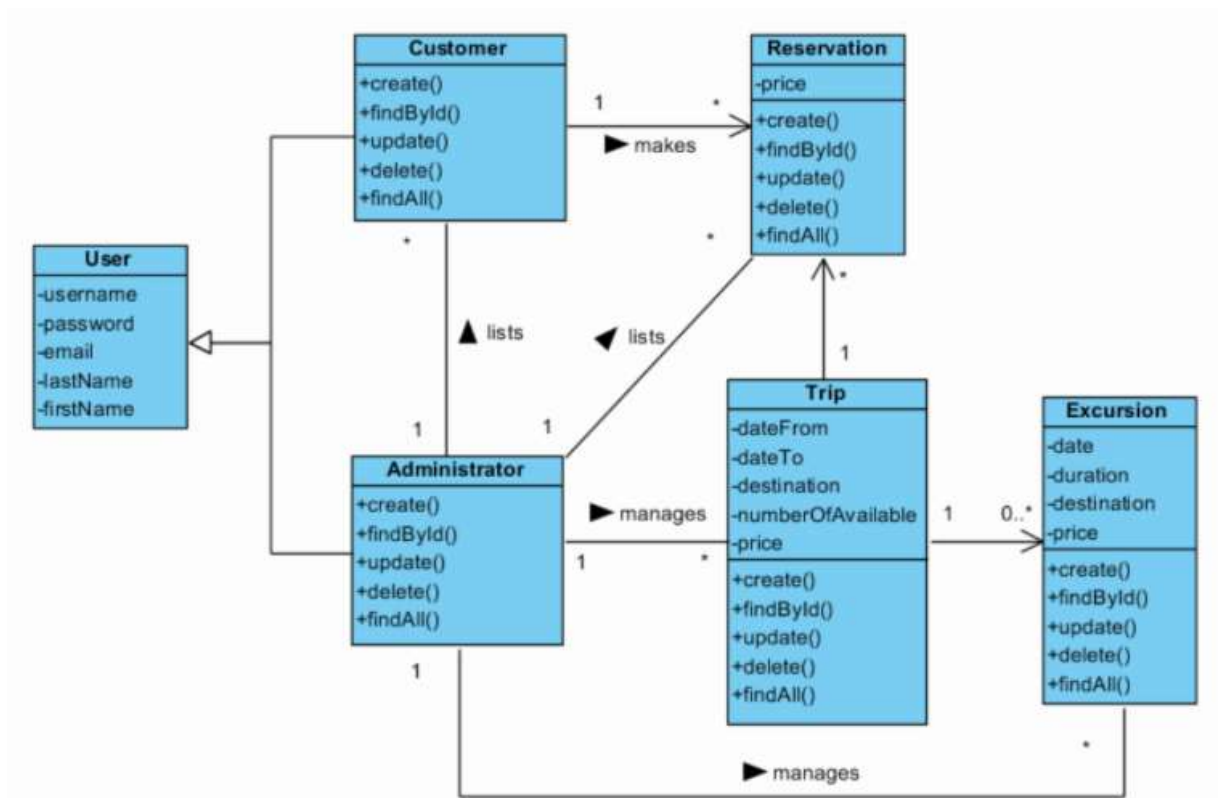 Customer
+create()
+findById()
+update()
+delete()
+findAll()
Reservation
-price
+create()
+findById()
+update()
+delete()
+findAll()
1
*
makes
User
-username
-password
-email
-lastName
-firstName
*
lists
1
*
lists
1
*
1
Administrator
+create()
+findById()
+update()
+delete()
+findAll()
manages
1
*
Trip
-dateFrom
-dateTo
-destination
-numberOfAvailable
-price
+create()
+findById()
+update()
+delete()
+findAll()
1
0..*
Excursion
-date
-duration
-destination
-price
+create()
+findById()
+update()
+delete()
+findAll()
1
*
manages